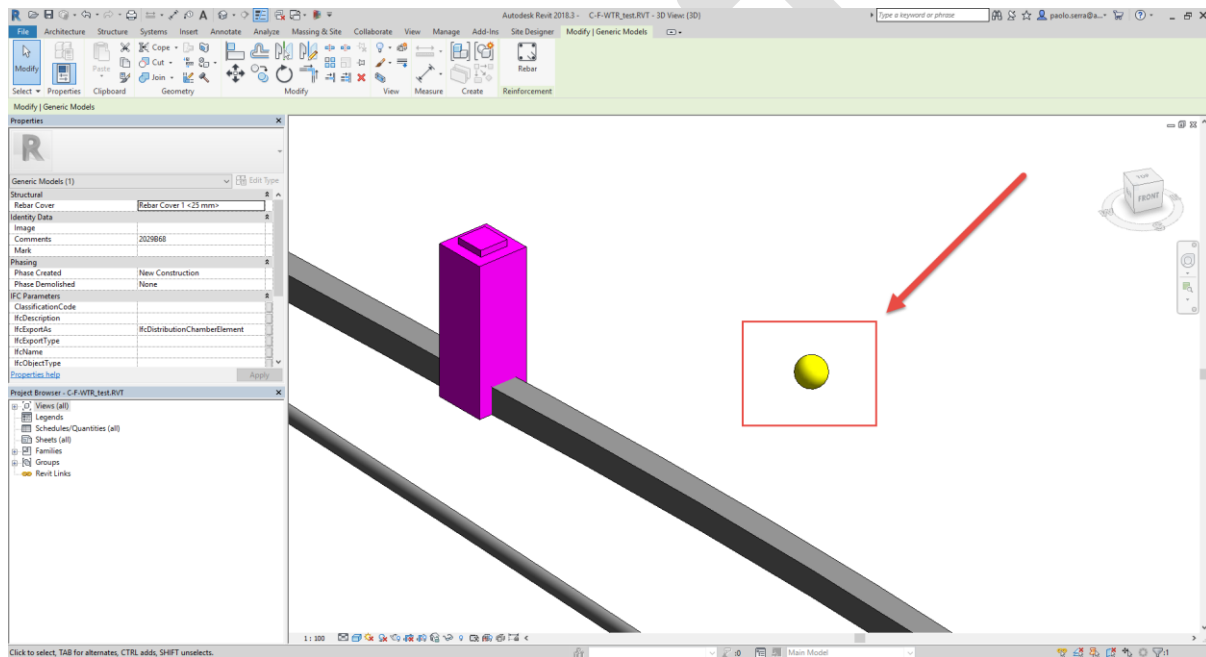 Autodesk Revit 2018.3 - C-F-WTR_test.RVT - 3D View: {3D}
Type a keyword or phrase
paolo.serra@a...
File Architecture Structure Systems Insert Annotate Analyze Massing & Site Collaborate View Manage Add-Ins Site Designer Modify | Generic Models
Modify Paste Cope Cut Join Rebar
Select Properties Clipboard Geometry Modify View Measure Create Reinforcement
Modify | Generic Models
Properties
Generic Models (1) Edit Type
Structural
Rebar Cover Rebar Cover 1 <25 mm>
Identity Data
Image
Comments 2029B68
Mark
Phasing
Phase Created New Construction
Phase Demolished None
IFC Parameters
ClassificationCode
IfcDescription
IfcExportAs IfcDistributionChamberElement
IfcExportType
IfcName
IfcObjectType
Properties help Apply
Project Browser - C-F-WTR_test.RVT
Views (all)
Legends
Schedules/Quantities (all)
Sheets (all)
Families
Groups
Revit Links
TOP
FRONT
1 : 100
Click to select, TAB for alternates, CTRL adds, SHIFT unselects.
:0
Main Model
:1